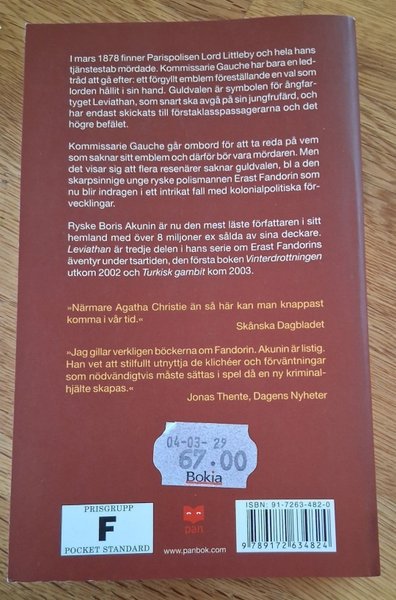 I mars 1878 finner Parispolisen Lord Littleby och hela hans
tjänstestab mördade. Kommissarie Gauche har bara en led-
tråd att gå efter: ett förgyllt emblem föreställande en val som
lorden hållit i sin hand. Guldvalen är symbolen för ångfar-
tyget Leviathan, som snart ska avgå på sin jungfrufärd, och
har endast skickats till förstaklasspassagerarna och det
högre befälet.
Kommissarie Gauche går ombord för att ta reda på vem
som saknar sitt emblem och därför bör vara mördaren. Men
det visar sig att flera resenärer saknar guldvalen, bl a den
skarpsinnige unge ryske polismannen Erast Fandorin som
nu blir indragen i ett intrikat fall med kolonialpolitiska för-
vecklingar.
Ryske Boris Akunin är nu den mest läste författaren i sitt
hemland med över 8 miljoner ex sålda av sina deckare.
Leviathan är tredje delen i hans serie om Erast Fandorins
äventyr under tsartiden, den första boken Vinterdrottningen
utkom 2002 och Turkisk gambit kom 2003.
»Närmare Agatha Christie än så här kan man knappast
komma i vår tid.«
Skånska Dagbladet
»Jag gillar verkligen böckerna om Fandorin. Akunin är listig.
Han vet att stilfullt utnyttja de klichéer och förväntningar
som nödvändigtvis måste sättas i spel då en ny kriminal-
hjälte skapas.«
Jonas Thente, Dagens Nyheter
04-03- 29
67.00
Bokia
PRISGRUPP
F
POCKET STANDARD
pan
www.panbok.com
ISBN 91-7263-482-0
9 789172 634824